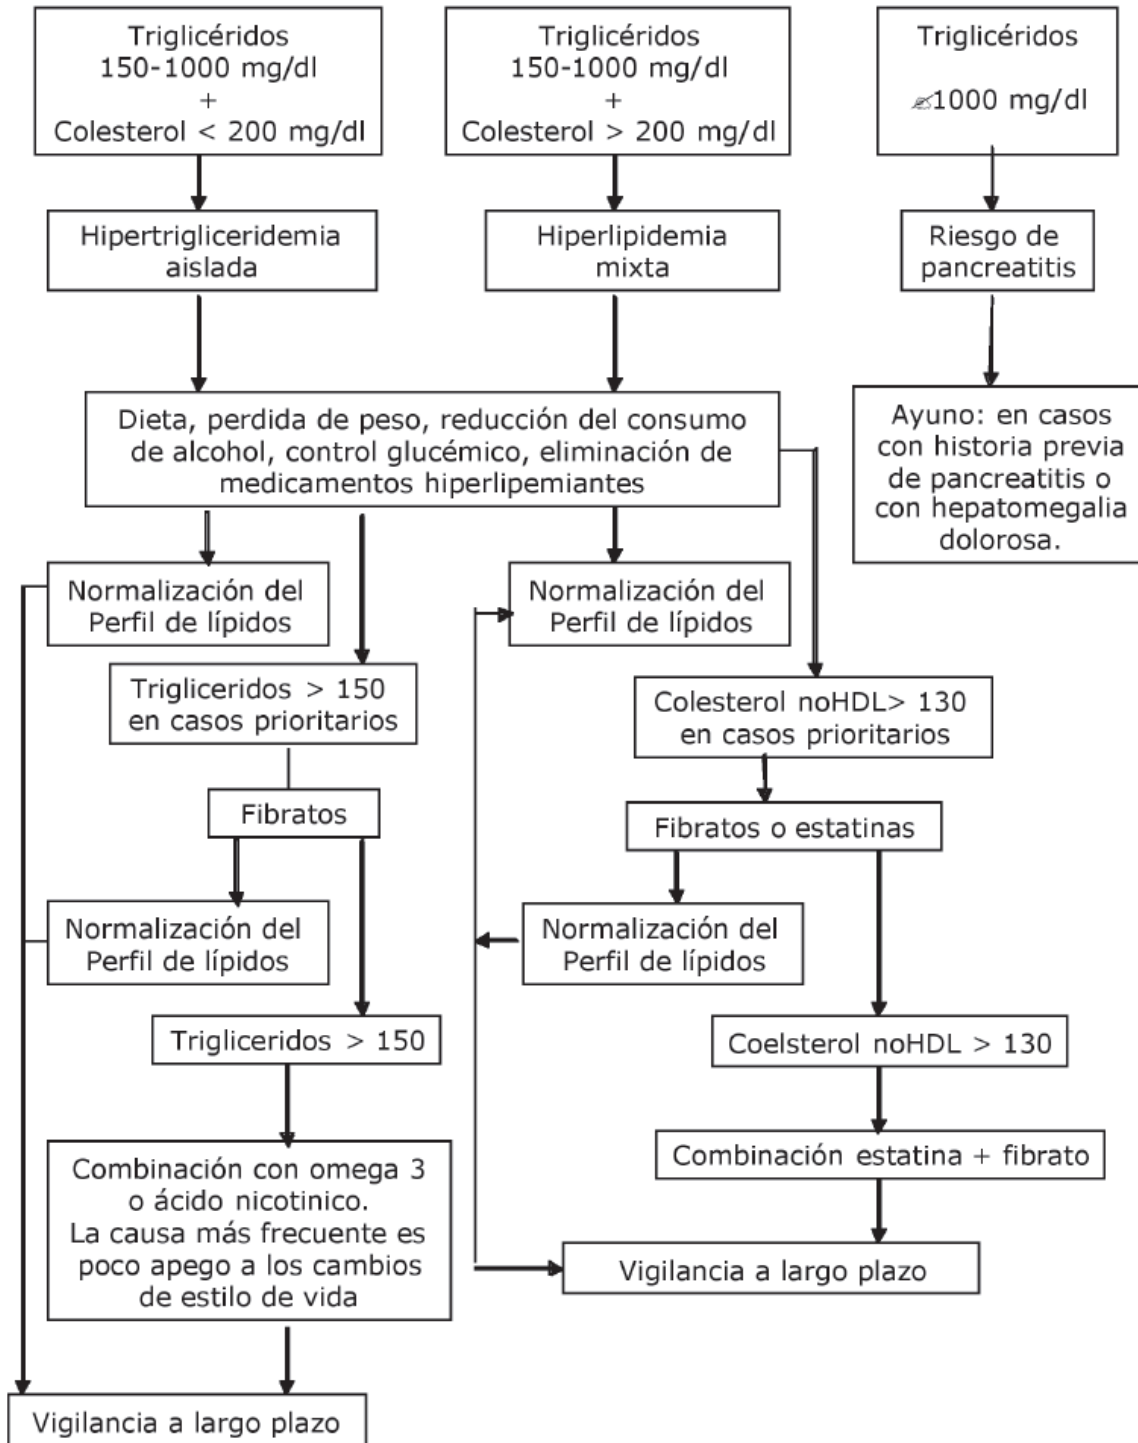 Triglicéridos
150-1000 mg/dl
+
Colesterol < 200 mg/dl
Triglicéridos
150-1000 mg/dl
+
Colesterol > 200 mg/dl
Triglicéridos
✍1000 mg/dl
Hipertrigliceridemia
aislada
Hiperlipidemia
mixta
Riesgo de
pancreatitis
Dieta, perdida de peso, reducción del consumo
de alcohol, control glucémico, eliminación de
medicamentos hiperlipemiantes
Ayuno: en casos
con historia previa
de pancreatitis o
con hepatomegalia
dolorosa.
Normalización del
Perfil de lípidos
Normalización del
Perfil de lípidos
Trigliceridos > 150
en casos prioritarios
Colesterol noHDL> 130
en casos prioritarios
Fibratos
Fibratos o estatinas
Normalización del
Perfil de lípidos
Normalización del
Perfil de lípidos
Trigliceridos > 150
Coelsterol noHDL > 130
Combinación con omega 3
o ácido nicotinico.
La causa más frecuente es
poco apego a los cambios
de estilo de vida
Combinación estatina + fibrato
Vigilancia a largo plazo
Vigilancia a largo plazo